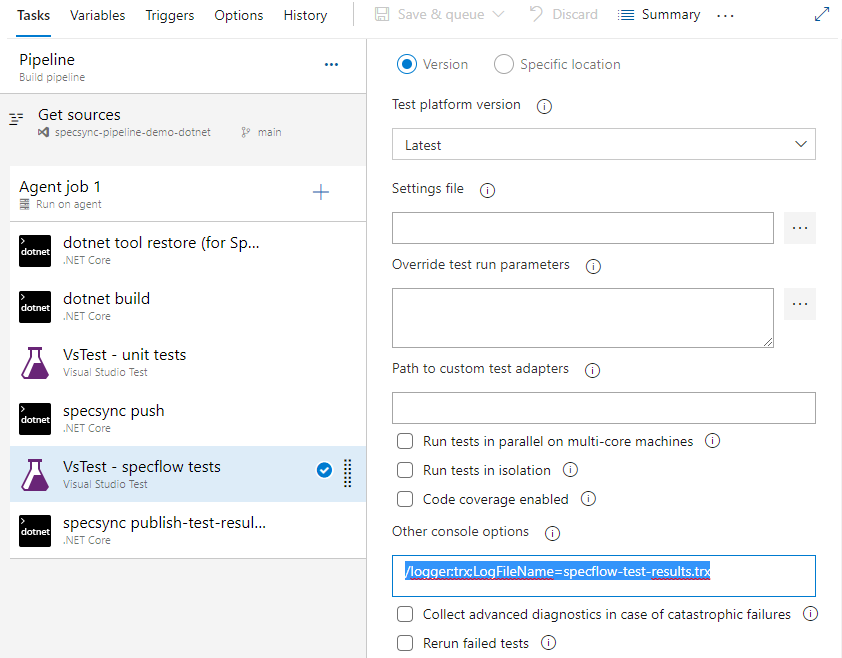 Tasks Variables Triggers Options History Save & queue Discard Summary ...
Pipeline
Build pipeline
...
Get sources
specsync-pipeline-demo-dotnet main
Agent job 1
Run on agent
dotnet
dotnet tool restore (for Sp...
.NET Core
dotnet
dotnet build
.NET Core
VsTest - unit tests
Visual Studio Test
dotnet
specsync push
.NET Core
VsTest - specflow tests
Visual Studio Test
dotnet
specsync publish-test-resul...
.NET Core
Version Specific location
Test platform version
Latest
Settings file
...
Override test run parameters
...
Path to custom test adapters
Run tests in parallel on multi-core machines
Run tests in isolation
Code coverage enabled
Other console options
/logger:trx;LogFileName=specflow-test-results.trx
Collect advanced diagnostics in case of catastrophic failures
Rerun failed tests